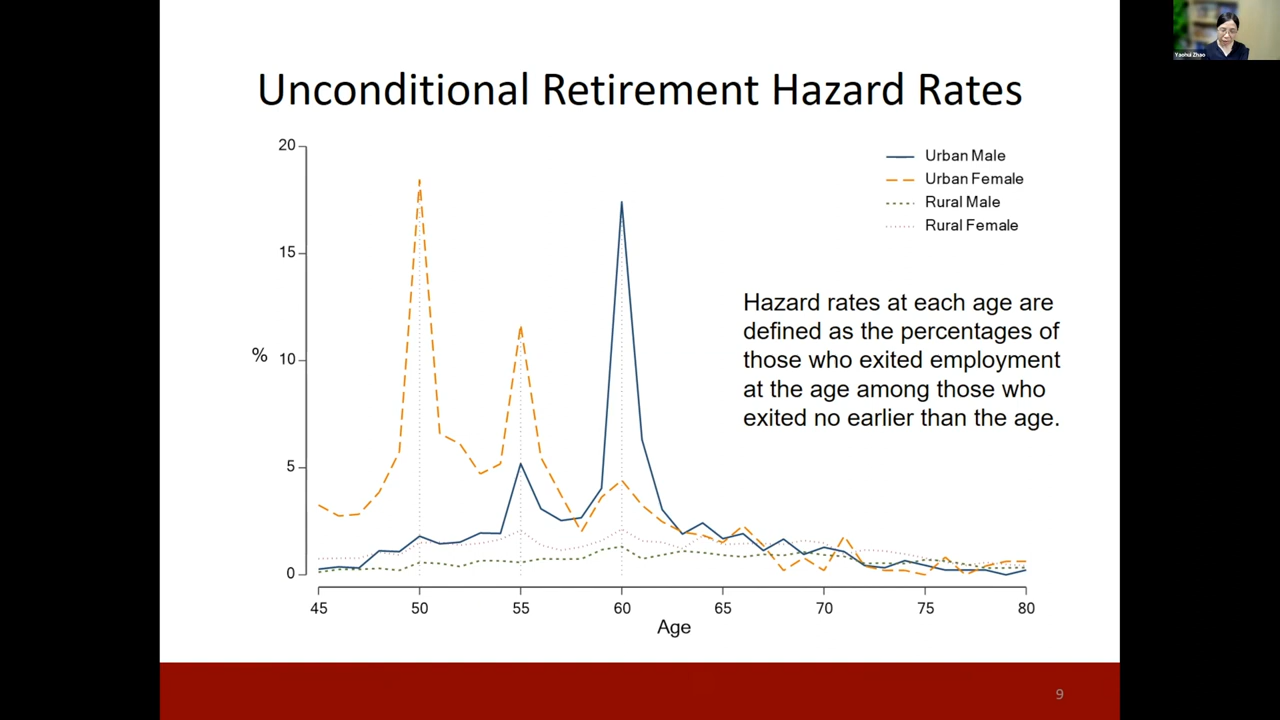 Yaohui Zhao
Unconditional Retirement Hazard Rates
20
15
%
10
5
0
45 50 55 60 65 70 75 80
Age
Urban Male
Urban Female
Rural Male
Rural Female
Hazard rates at each age are
defined as the percentages of
those who exited employment
at the age among those who
exited no earlier than the age.
9